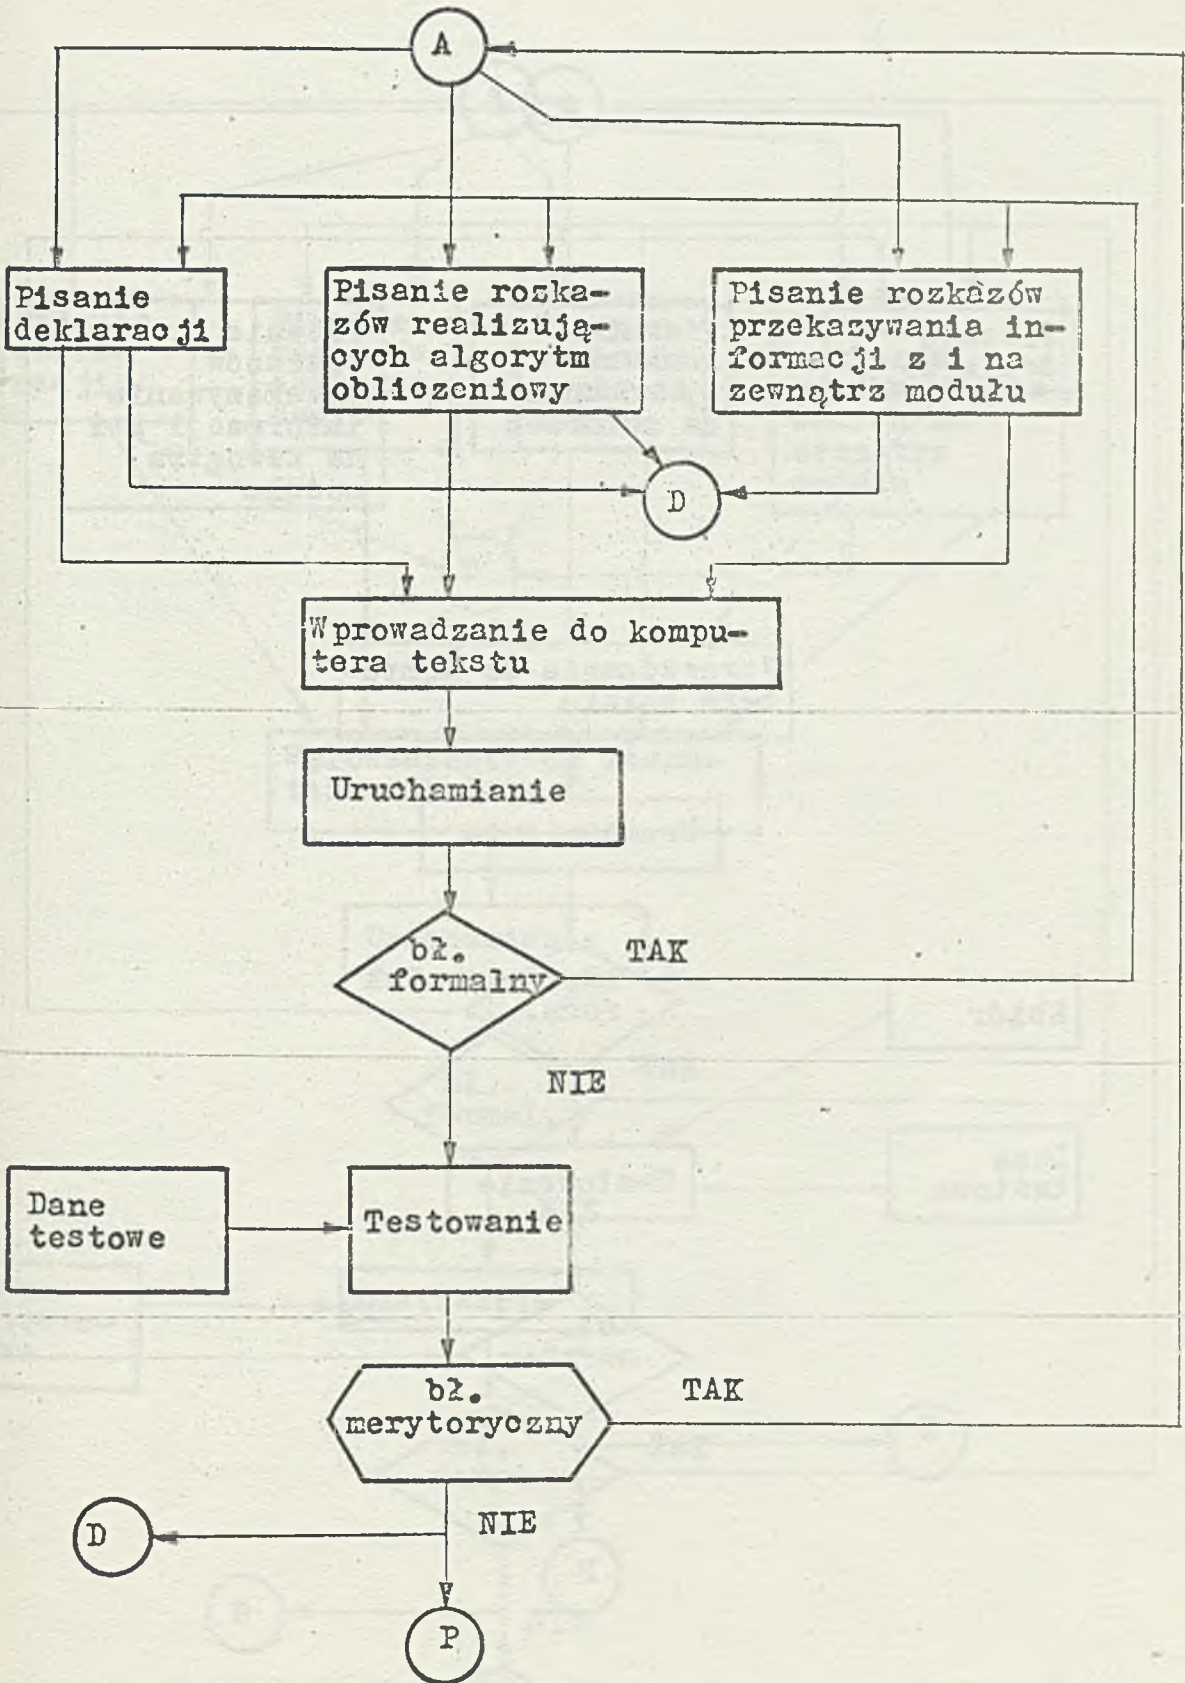 A
Pisanie
deklaracji
Pisanie rozka-
zów realizują-
cych algorytm
obliczeniowy
Pisanie rozkazów
przekazywania in-
formacji z i na
zewnątrz modułu
D
Wprowadzanie do kompu-
tera tekstu
Uruchamianie
bł.
formalny
TAK
NIE
Dane
testowe
Testowanie
bł.
merytoryczny
TAK
NIE
D
P